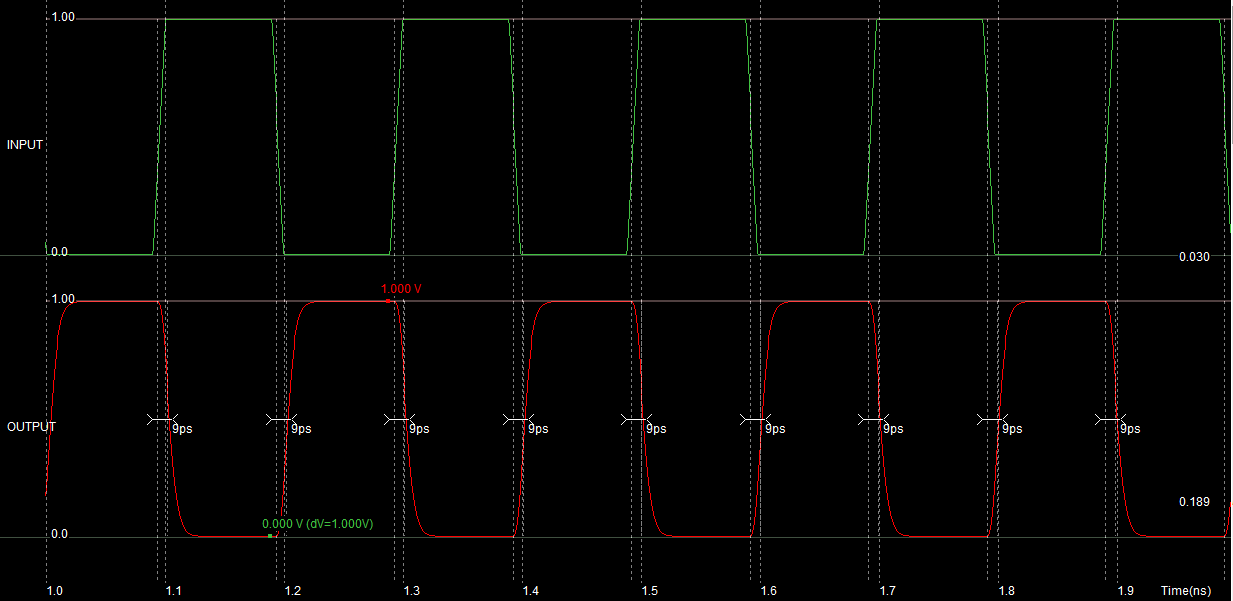 1.00
INPUT
0.0
0.030
1.000 V
1.00
OUTPUT
9ps 9ps 9ps 9ps 9ps 9ps 9ps 9ps 9ps
0.189
0.000 V (dV=1.000V)
0.0
1.0 1.1 1.2 1.3 1.4 1.5 1.6 1.7 1.8 1.9 Time(ns)